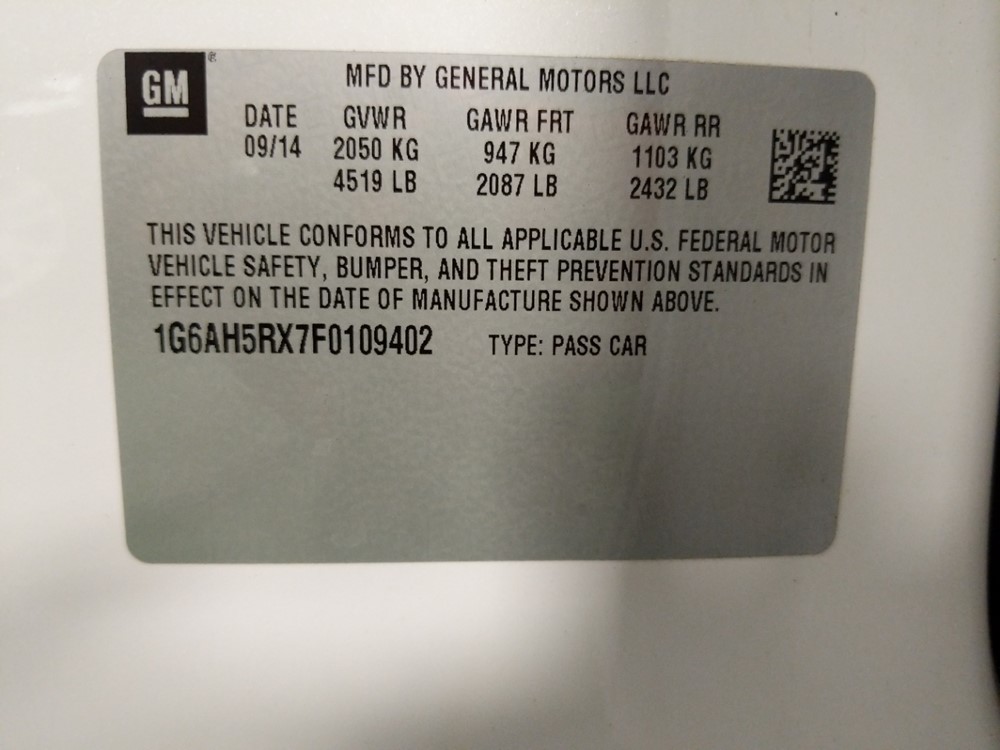 GM®
MFD BY GENERAL MOTORS LLC
DATE GVWR GAWR FRT GAWR RR
09/14 2050 KG 947 KG 1103 KG
4519 LB 2087 LB 2432 LB
THIS VEHICLE CONFORMS TO ALL APPLICABLE U.S. FEDERAL MOTOR
VEHICLE SAFETY, BUMPER, AND THEFT PREVENTION STANDARDS IN
EFFECT ON THE DATE OF MANUFACTURE SHOWN ABOVE.
1G6AH5RX7F0109402 TYPE: PASS CAR